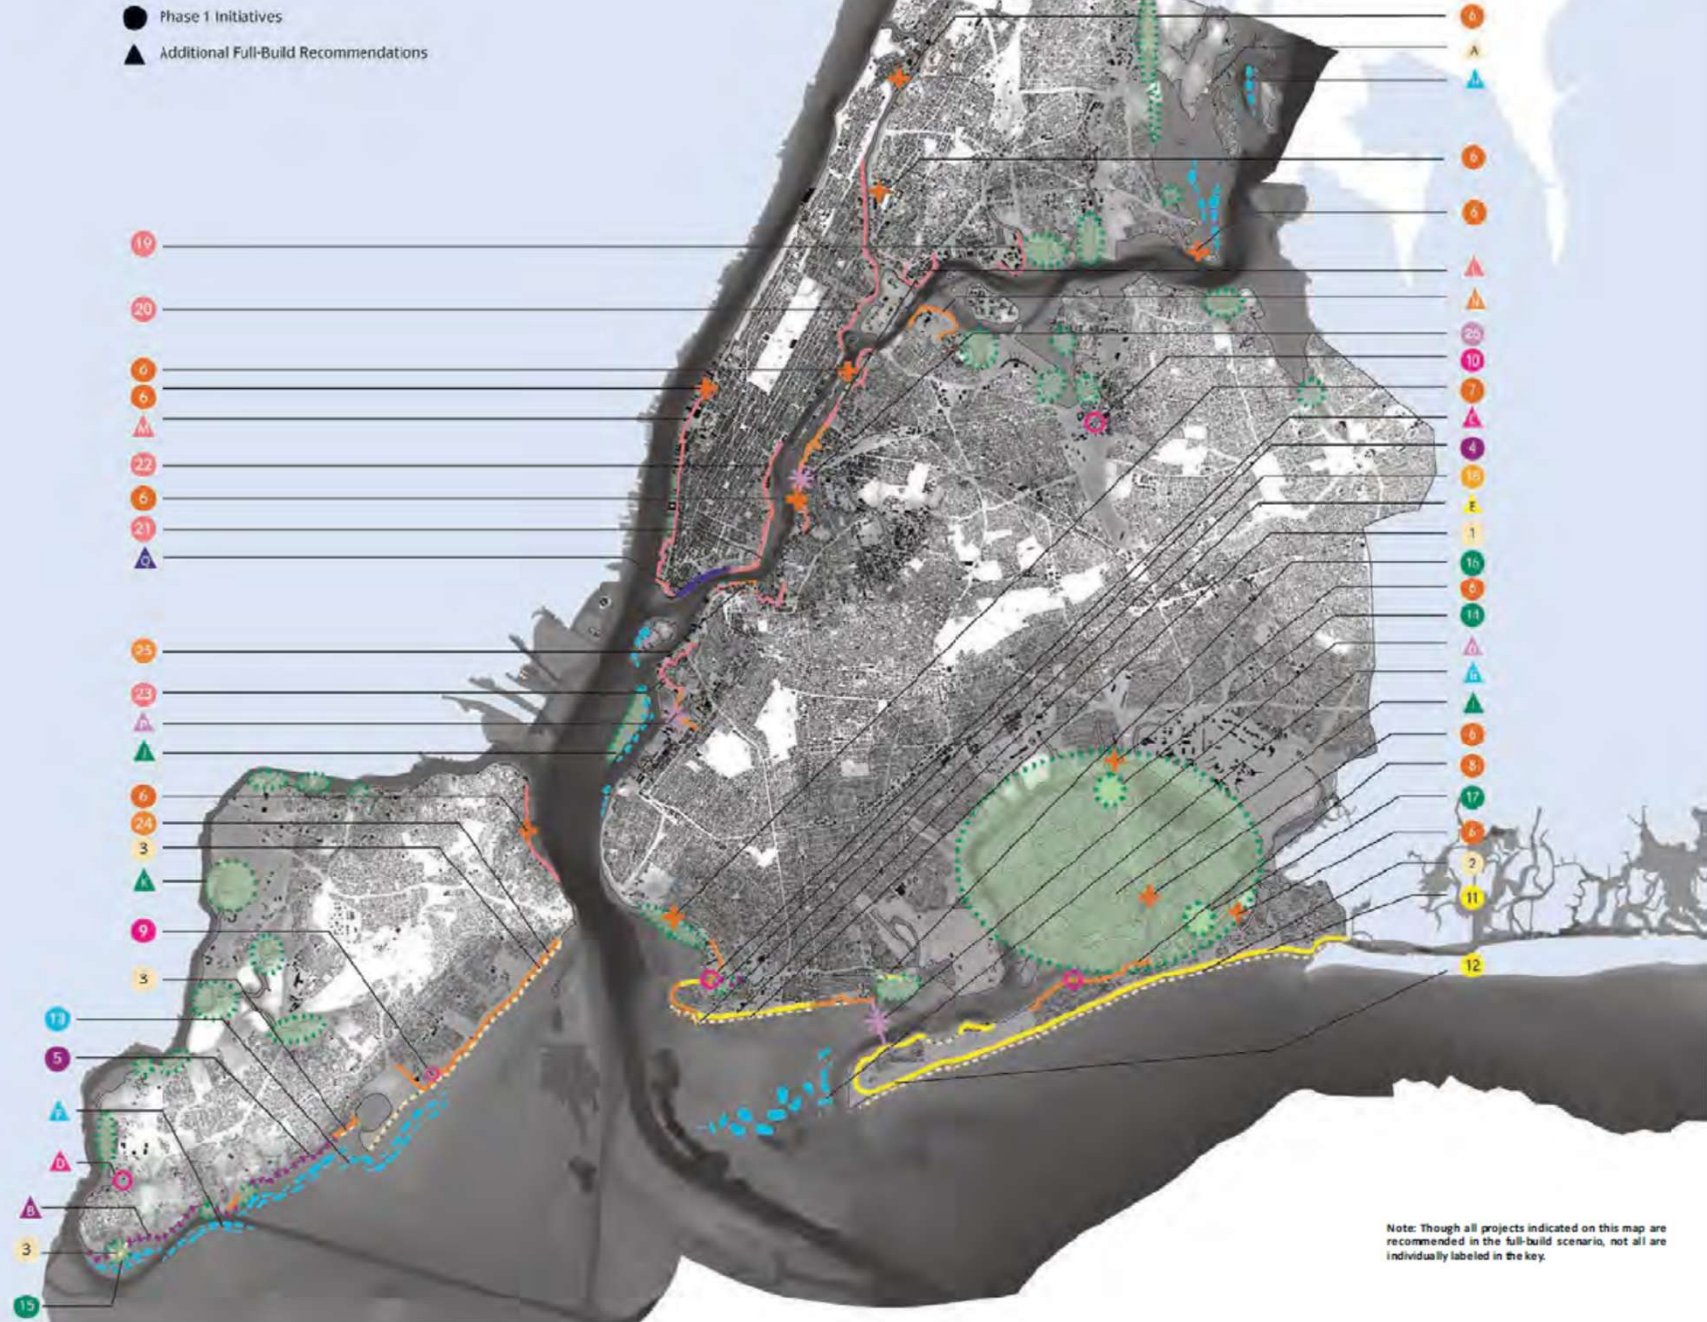 Phase 1 Initiatives
Additional Full-Build Recommendations
6
A
H
6
6
L
N
26
10
7
C
4
18
E
1
16
6
14
G
I
6
8
17
6
2
11
12
19
20
6
6
M
22
6
21
Q
25
23
J
6
24
3
K
9
3
13
5
F
D
B
3
15
Note: Though all projects indicated on this map are
recommended in the full-build scenario, not all are
individually labeled in the key.